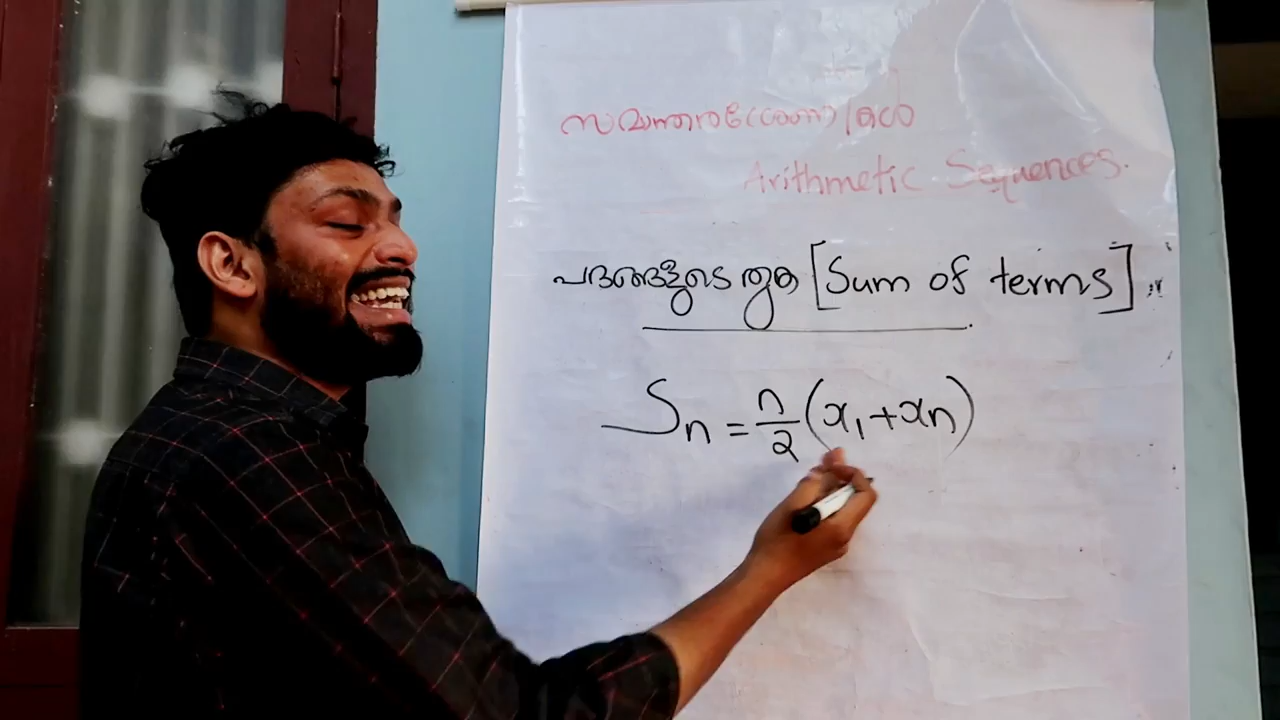 സമാന്തരശ്രേണികൾ
Arithmetic Sequences.
പദങ്ങളുടെ തുക [Sum of terms]
Sn = n/2 (x₁ + xn)